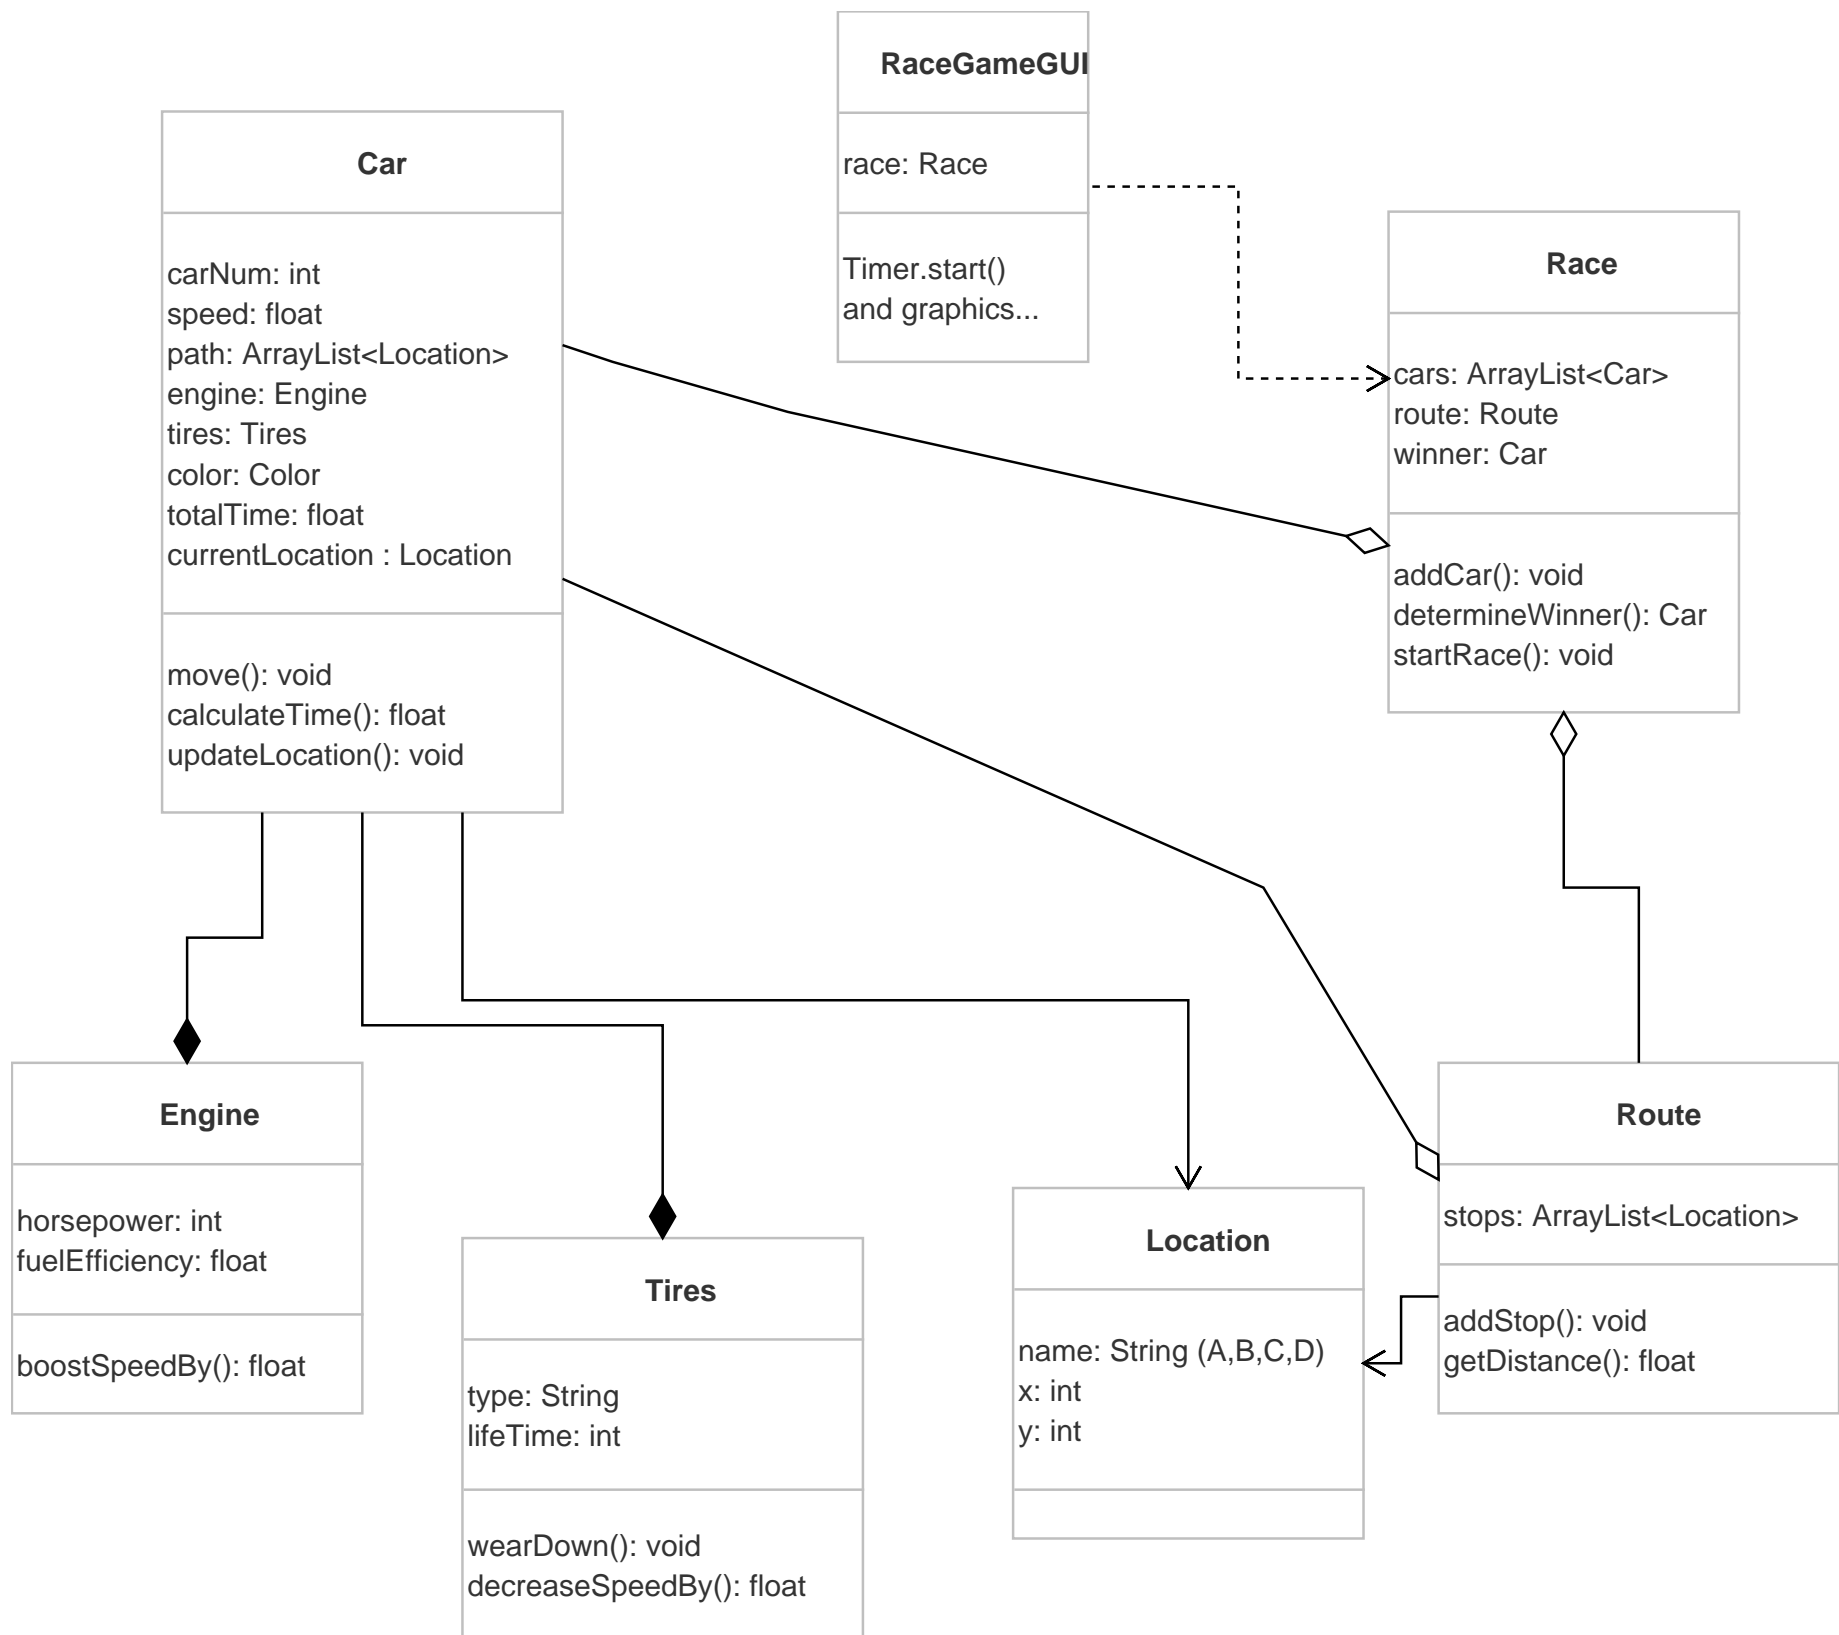 RaceGameGUI
race: Race
Timer.start()
and graphics...
Car
carNum: int
speed: float
path: ArrayList<Location>
engine: Engine
tires: Tires
color: Color
totalTime: float
currentLocation : Location
move(): void
calculateTime(): float
updateLocation(): void
Race
cars: ArrayList<Car>
route: Route
winner: Car
addCar(): void
determineWinner(): Car
startRace(): void
Engine
horsepower: int
fuelEfficiency: float
boostSpeedBy(): float
Tires
type: String
lifeTime: int
wearDown(): void
decreaseSpeedBy(): float
Location
name: String (A,B,C,D)
x: int
y: int
Route
stops: ArrayList<Location>
addStop(): void
getDistance(): float